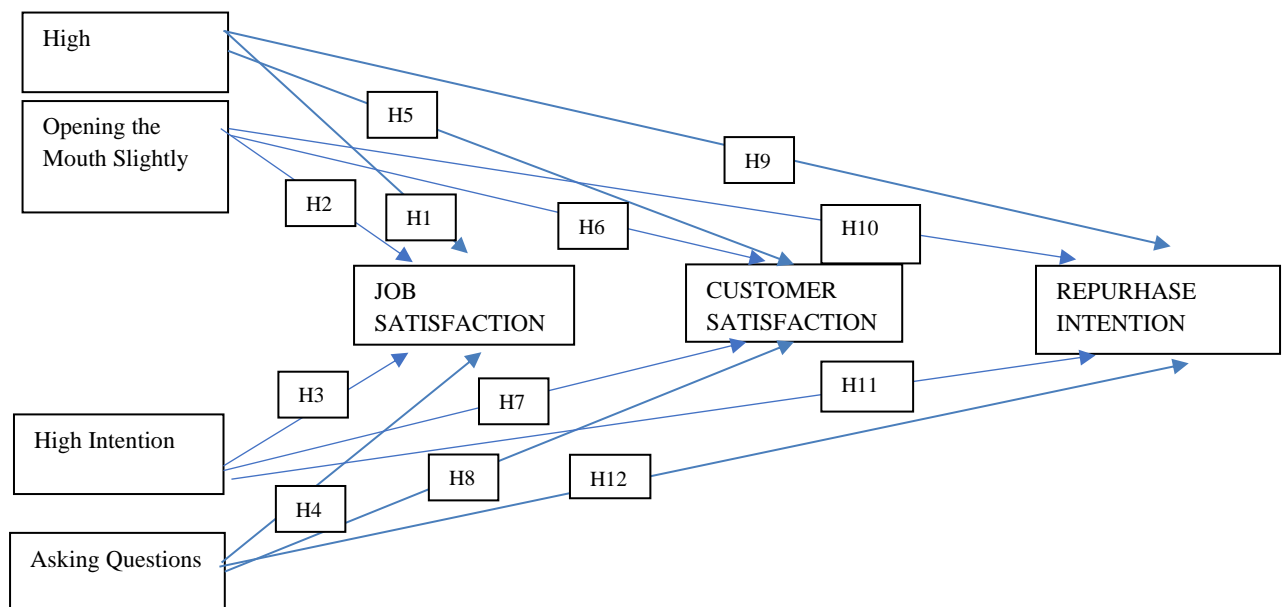 High
H5
Opening the
Mouth Slightly
H9
H2
H1
H6
H10
JOB
SATISFACTION
CUSTOMER
SATISFACTION
REPURHASE
INTENTION
H3
H7
H11
High Intention
H8
H12
H4
Asking Questions